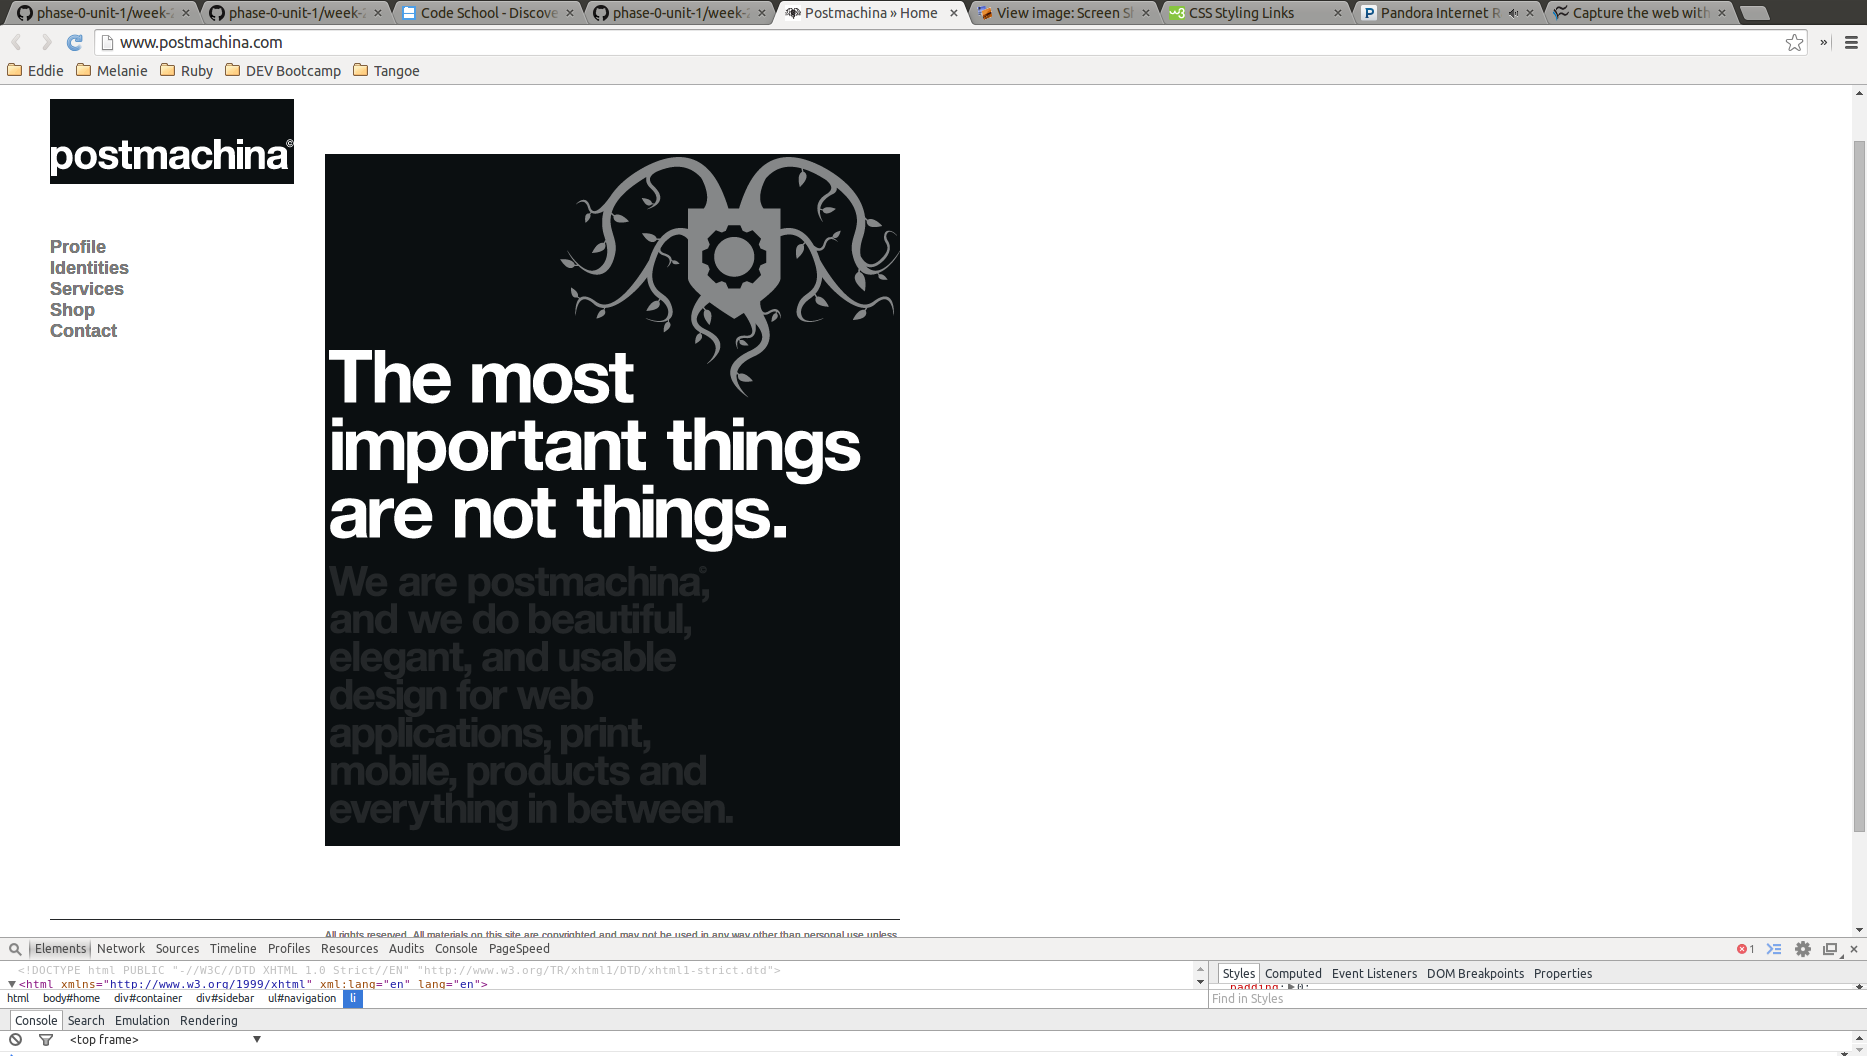 phase-0-unit-1/week-2
phase-0-unit-1/week-2
Code School - Discove
phase-0-unit-1/week-2
Postmachina » Home
View image: Screen Sh
CSS Styling Links
Pandora Internet R
Capture the web with
www.postmachina.com
»
Eddie
Melanie
Ruby
DEV Bootcamp
Tangoe
postmachina©
Profile
Identities
Services
Shop
Contact
The most
important things
are not things.
We are postmachina©,
and we do beautiful,
elegant, and usable
design for web
applications, print,
mobile, products and
everything in between.
All rights reserved. All materials on this site are copyrighted and may not be used in any way other than personal use unless
Elements Network Sources Timeline Profiles Resources Audits Console PageSpeed
1
<!DOCTYPE html PUBLIC "-//W3C//DTD XHTML 1.0 Strict//EN" "http://www.w3.org/TR/xhtml1/DTD/xhtml1-strict.dtd">
▼<html xmlns="http://www.w3.org/1999/xhtml" xml:lang="en" lang="en">
html body#home div#container div#sidebar ul#navigation li
Styles Computed Event Listeners DOM Breakpoints Properties
padding:▶0;
Find in Styles
Console Search Emulation Rendering
<top frame> ▼